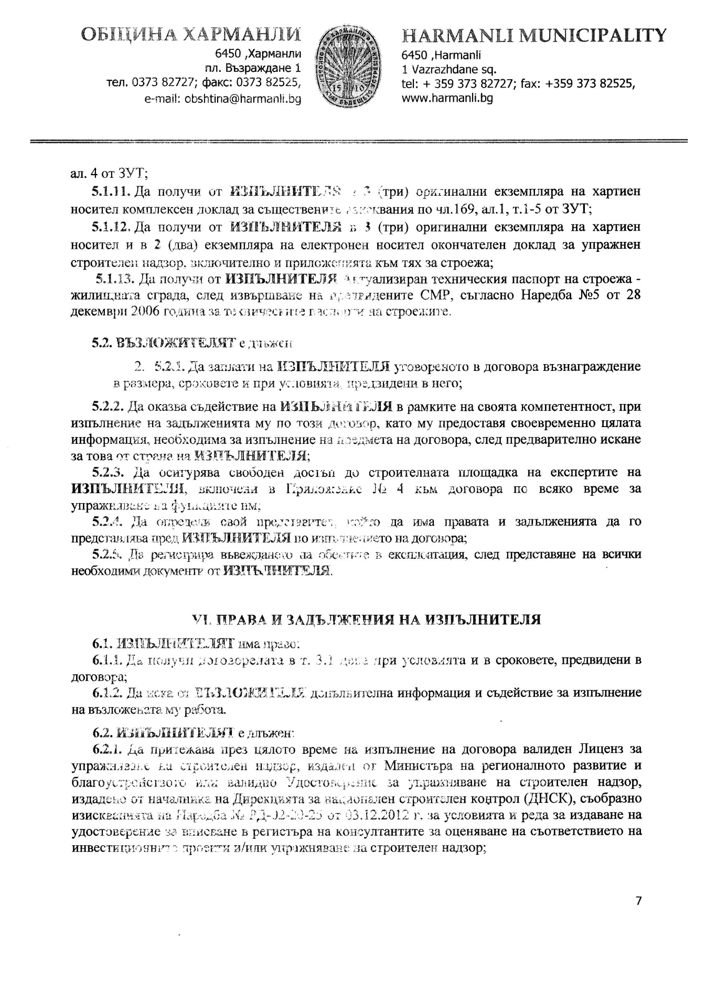 ОБЩИНА ХАРМАНЛИ
6450 ,Харманли
пл. Възраждане 1
тел. 0373 82727; факс: 0373 82525,
e-mail: obshtina@harmanli.bg
HARMANLI MUNICIPALITY
6450 ,Harmanli
1 Vazrazhdane sq.
tel: + 359 373 82727; fax: +359 373 82525,
www.harmanli.bg
ал. 4 от ЗУТ;
5.1.11. Да получи от ИЗПЪЛНИТЕЛЯ в 3 (три) оригинални екземпляра на хартиен
носител комплексен доклад за съществените изисквания по чл.169, ал.1, т.1-5 от ЗУТ;
5.1.12. Да получи от ИЗПЪЛНИТЕЛЯ в 3 (три) оригинални екземпляра на хартиен
носител и в 2 (два) екземпляра на електронен носител окончателен доклад за упражнен
строителен надзор, включително и приложенията към тях за строежа;
5.1.13. Да получи от ИЗПЪЛНИТЕЛЯ Актуализиран техническия паспорт на строежа -
жилищната сграда, след извършване на предвидените СМР, съгласно Наредба №5 от 28
декември 2006 година за техническите паспорти на строежите.
5.2. ВЪЗЛОЖИТЕЛЯТ е длъжен
2. 5.2.1. Да заплати на ИЗПЪЛНИТЕЛЯ уговореното в договора възнаграждение
в размера, сроковете и при условията, предвидени в него;
5.2.2. Да оказва съдействие на ИЗПЪЛНИТЕЛЯ в рамките на своята компетентност, при
изпълнение на задълженията му по този договор, като му предоставя своевременно цялата
информация, необходима за изпълнение на предмета на договора, след предварително искане
за това от страна на ИЗПЪЛНИТЕЛЯ;
5.2.3. Да осигурява свободен достъп до строителната площадка на експертите на
ИЗПЪЛНИТЕЛЯ, включени в Приложение № 4 към договора по всяко време за
упражняване на функциите им;
5.2.4. Да определи свой представител, който да има правата и задълженията да го
представлява пред ИЗПЪЛНИТЕЛЯ по изпълнението на договора;
5.2.5. Да регистрира въвеждането на обектите в експлоатация, след представяне на всички
необходими документи от ИЗПЪЛНИТЕЛЯ.
VI. ПРАВА И ЗАДЪЛЖЕНИЯ НА ИЗПЪЛНИТЕЛЯ
6.1. ИЗПЪЛНИТЕЛЯТ има право:
6.1.1. Да получи договорената в т. 3.1 цена при условията и в сроковете, предвидени в
договора;
6.1.2. Да иска от ВЪЗЛОЖИТЕЛЯ допълнителна информация и съдействие за изпълнение
на възложената му работа.
6.2. ИЗПЪЛНИТЕЛЯТ е длъжен:
6.2.1. Да притежава през цялото време на изпълнение на договора валиден Лиценз за
упражняване на строителен надзор, издаден от Министъра на регионалното развитие и
благоустройството или валидно Удостоверение за упражняване на строителен надзор,
издадено от началника на Дирекцията за национален строителен контрол (ДНСК), съобразно
изискванията на Наредба № РД-02-20-25 от 03.12.2012 г. за условията и реда за издаване на
удостоверение за вписване в регистъра на консултантите за оценяване на съответствието на
инвестиционните проекти и/или упражняване на строителен надзор;
7